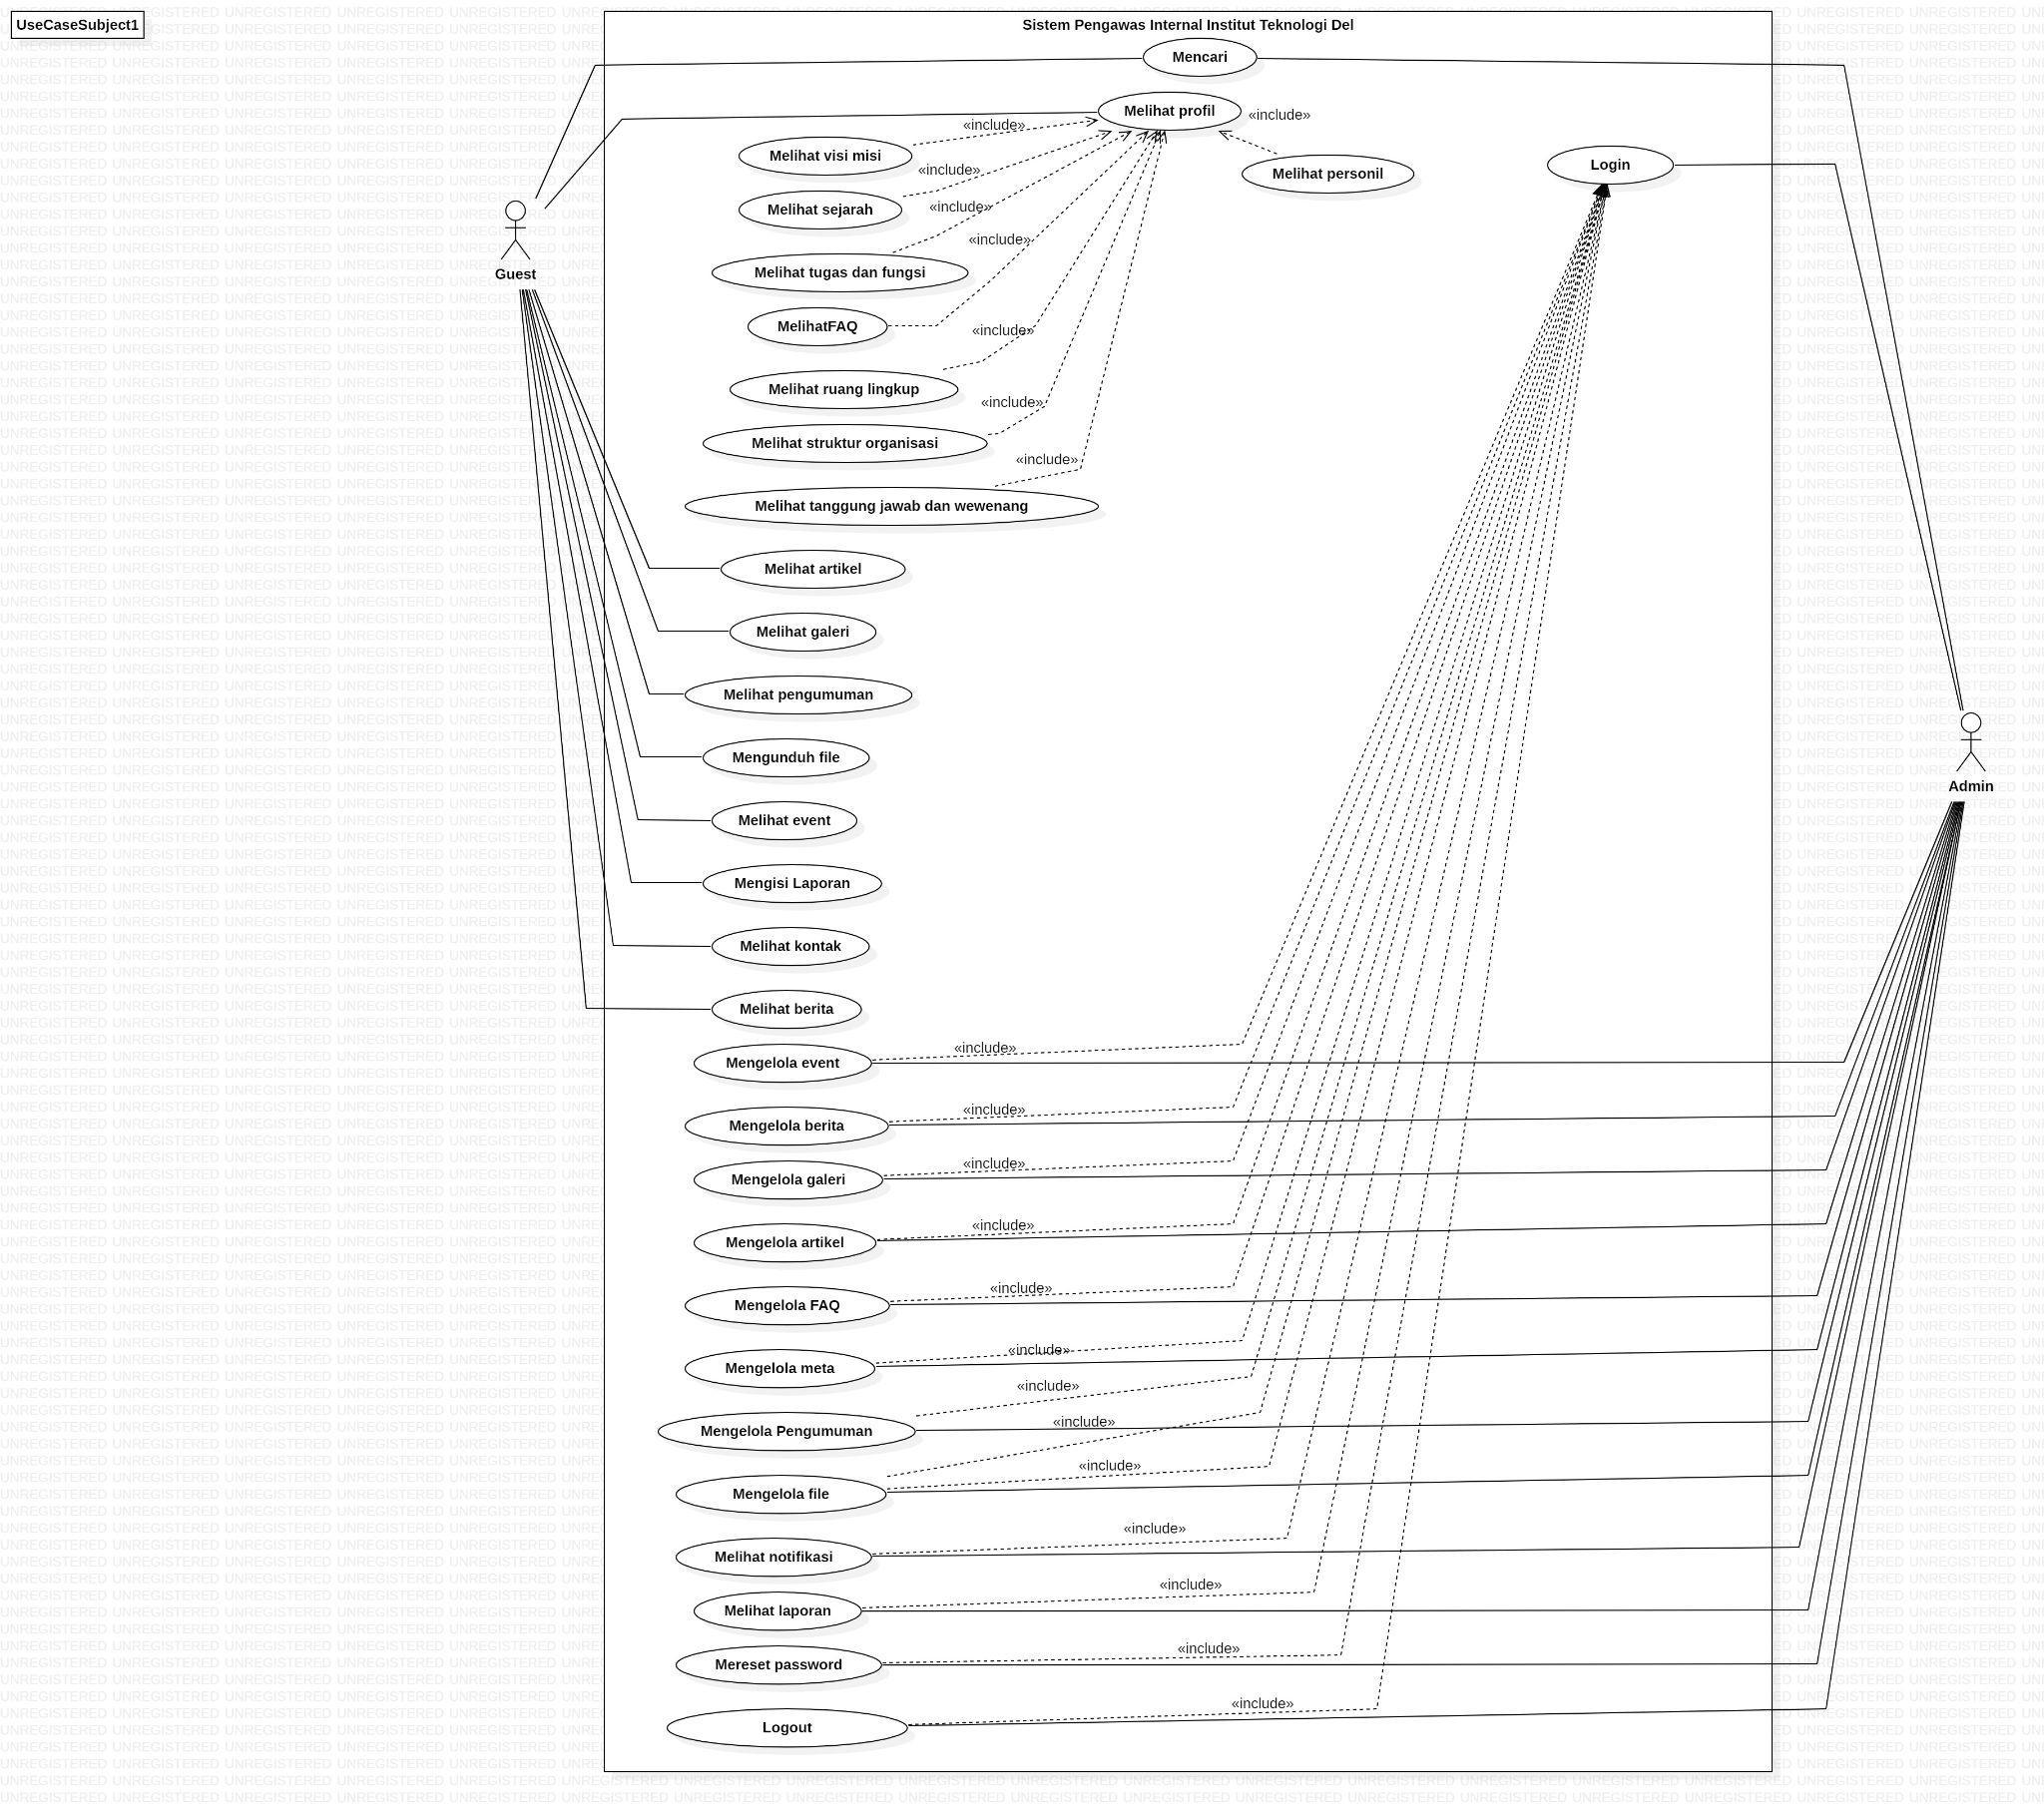 UseCaseSubject1
Sistem Pengawas Internal Institut Teknologi Del
Mencari
Melihat profil
«include»
«include»
Melihat visi misi
Login
«include»
Melihat personil
Melihat sejarah
«include»
«include»
Guest
Melihat tugas dan fungsi
MelihatFAQ
«include»
Melihat ruang lingkup
«include»
Melihat struktur organisasi
«include»
Melihat tanggung jawab dan wewenang
Melihat artikel
Melihat galeri
Melihat pengumuman
Mengunduh file
Admin
Melihat event
Mengisi Laporan
Melihat kontak
Melihat berita
«include»
Mengelola event
«include»
Mengelola berita
«include»
Mengelola galeri
«include»
Mengelola artikel
«include»
Mengelola FAQ
«include»
Mengelola meta
«include»
«include»
Mengelola Pengumuman
«include»
Mengelola file
«include»
Melihat notifikasi
«include»
Melihat laporan
«include»
Mereset password
«include»
Logout
UNREGISTERED